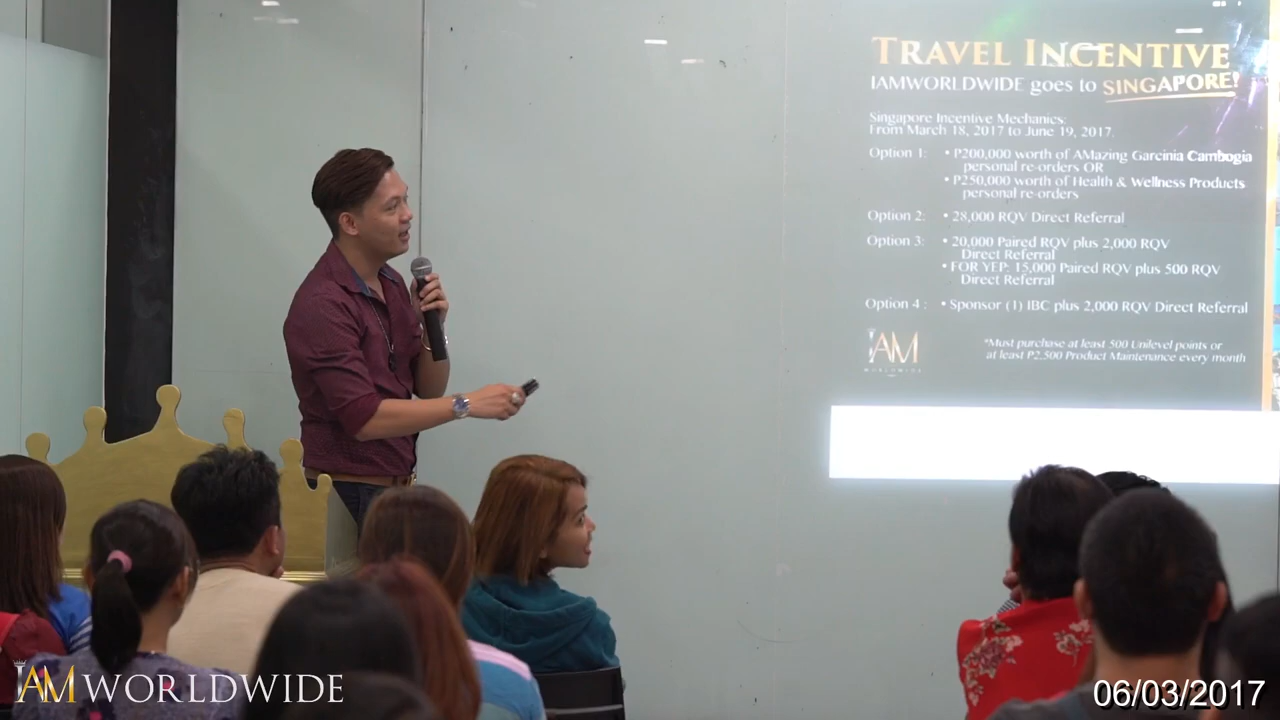 TRAVEL INCENTIVE
IAMWORLDWIDE goes to SINGAPORE!
Singapore Incentive Mechanics:
From March 18, 2017 to June 19, 2017.
Option 1: • P200,000 worth of AMazing Garcinia Cambogia
personal re-orders OR
• P250,000 worth of Health & Wellness Products
personal re-orders
Option 2: • 28,000 RQV Direct Referral
Option 3: • 20,000 Paired RQV plus 2,000 RQV
Direct Referral
• FOR YEP: 15,000 Paired RQV plus 500 RQV
Direct Referral
Option 4 : • Sponsor (1) IBC plus 2,000 RQV Direct Referral
IAM
WORLDWIDE
*Must purchase at least 500 Unilevel points or
at least P2,500 Product Maintenance every month
IAMWORLDWIDE
06/03/2017